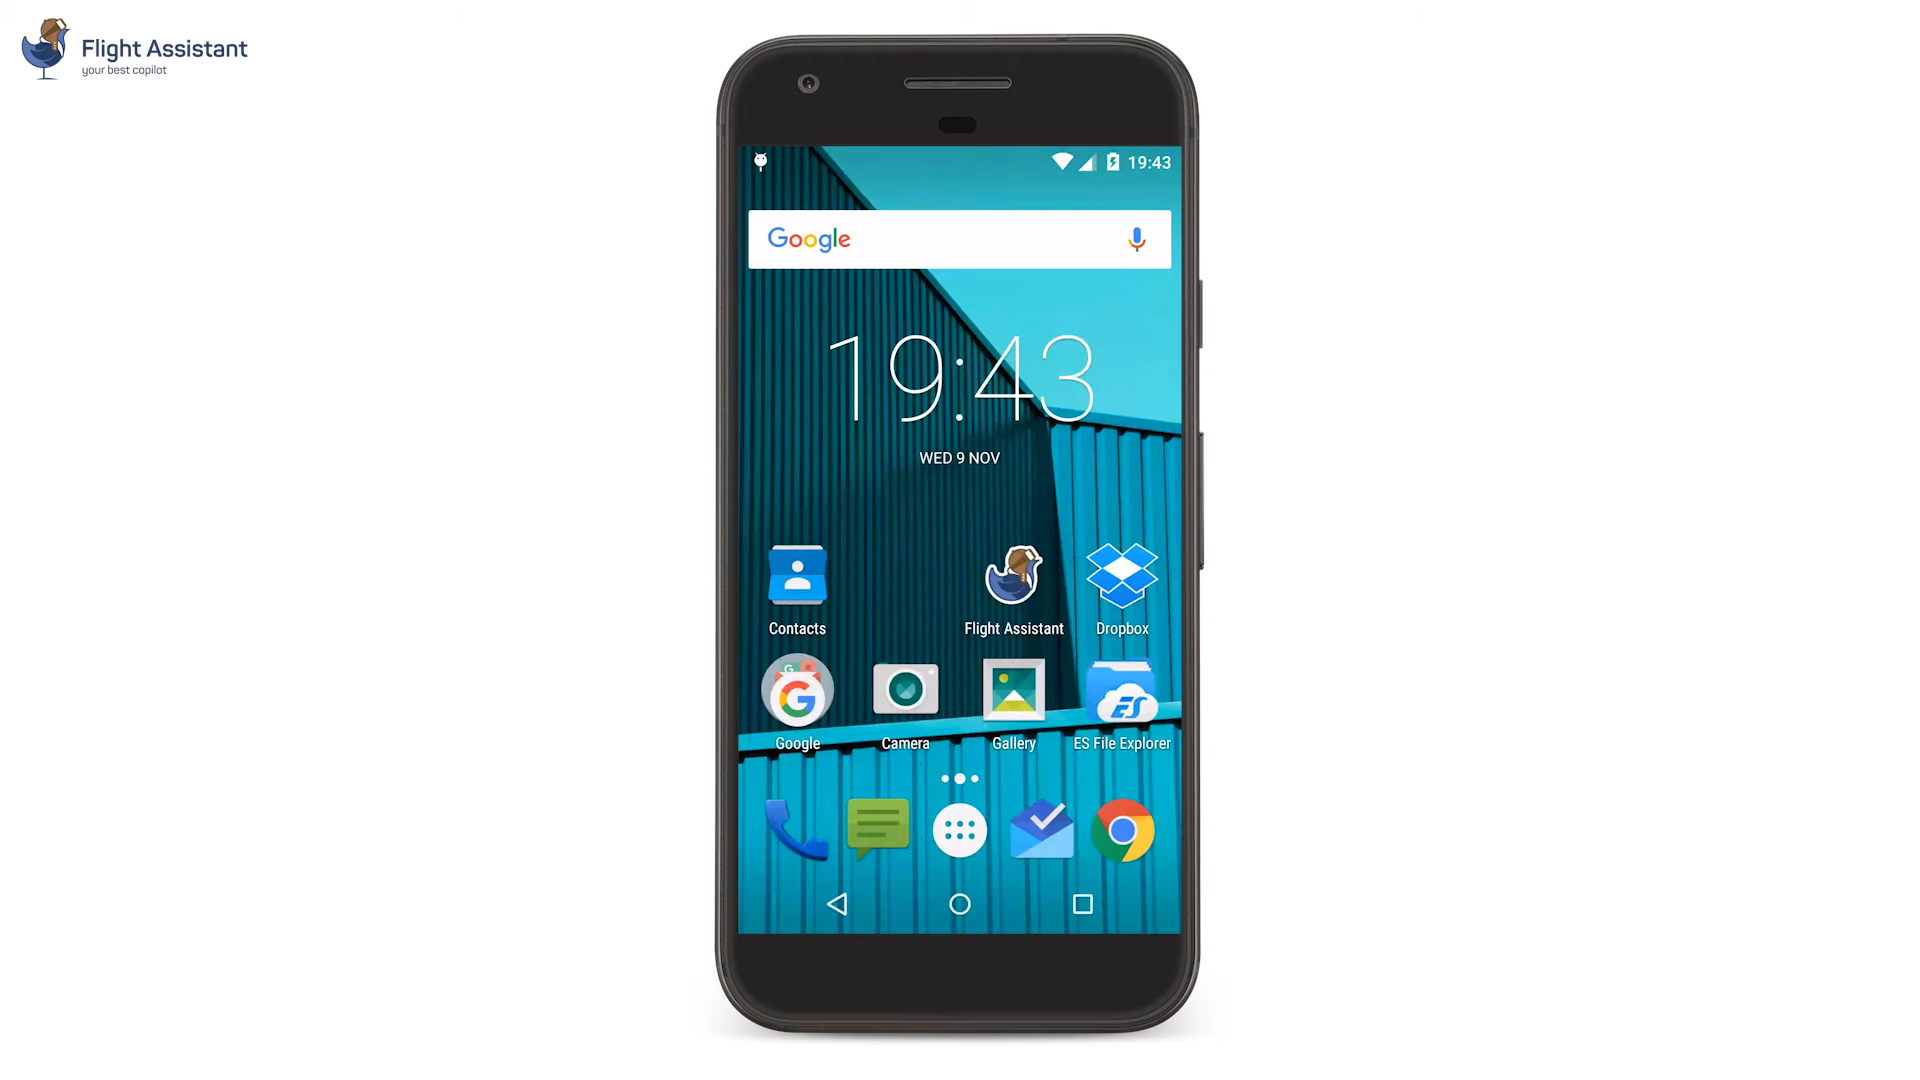 Flight Assistant
your best copilot
19:43
Google
19:43
WED 9 NOV
Contacts
Flight Assistant
Dropbox
G
G
ES
Google
Camera
Gallery
ES File Explorer